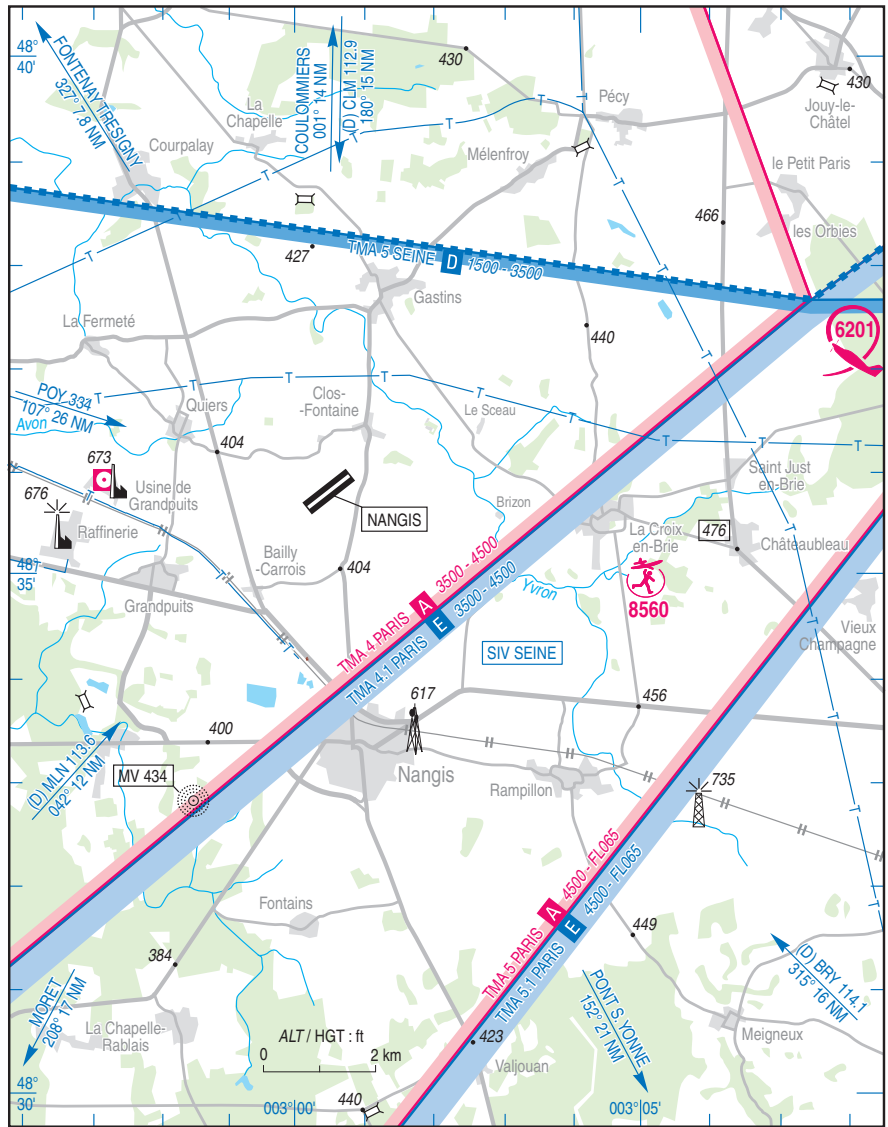 48°
40'
FONTENAY TRESIGNY
327° 7.8 NM
COULOMMIERS
001° 14 NM
(D) CLM 112.9
180° 15 NM
430
430
La
Chapelle
Pécy
Jouy-le-
Châtel
Courpalay
Mélenfroy
le Petit Paris
466
les Orbies
427
TMA 5 SEINE D 1500 - 3500
Gastins
La Fermeté
440
6201
POY 334
107° 26 NM
Avon
Quiers
Clos-
-Fontaine
Le Sceau
404
673
Usine de
Grandpuits
676
Raffinerie
NANGIS
Brizon
Saint Just
en-Brie
La Croix
en-Brie
476
Châteaubleau
48°
35'
Bailly
-Carrois
404
Grandpuits
Yvron
8560
TMA 4 PARIS A 3500 - 4500
TMA 4.1 PARIS E 3500 - 4500
SIV SEINE
Vieux
Champagne
617
456
400
(D) MLN 113.6
042° 12 NM
MV 434
Nangis
Rampillon
735
TMA 5 PARIS A 4500 - FL065
TMA 5.1 PARIS E 4500 - FL065
Fontains
449
384
(D) BRY 114.1
315° 16 NM
MORET
208° 17 NM
PONT S.YONNE
152° 21 NM
La Chapelle-
Rablais
ALT / HGT : ft
0 2 km
423
Valjouan
Meigneux
48°
30'
003° 00'
440
003° 05'
T T T T T T T T T T T T T T T T T T T